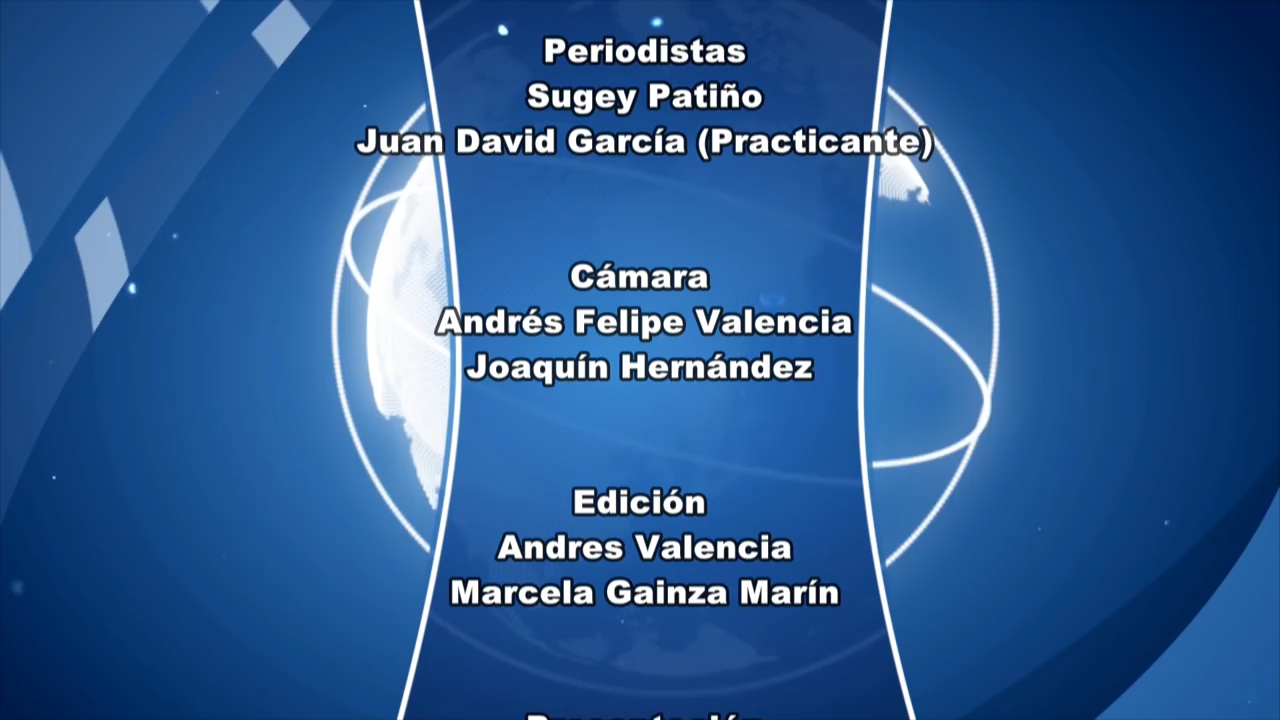 Periodistas
Sugey Patiño
Juan David García (Practicante)
Cámara
Andrés Felipe Valencia
Joaquín Hernández
Edición
Andres Valencia
Marcela Gainza Marín